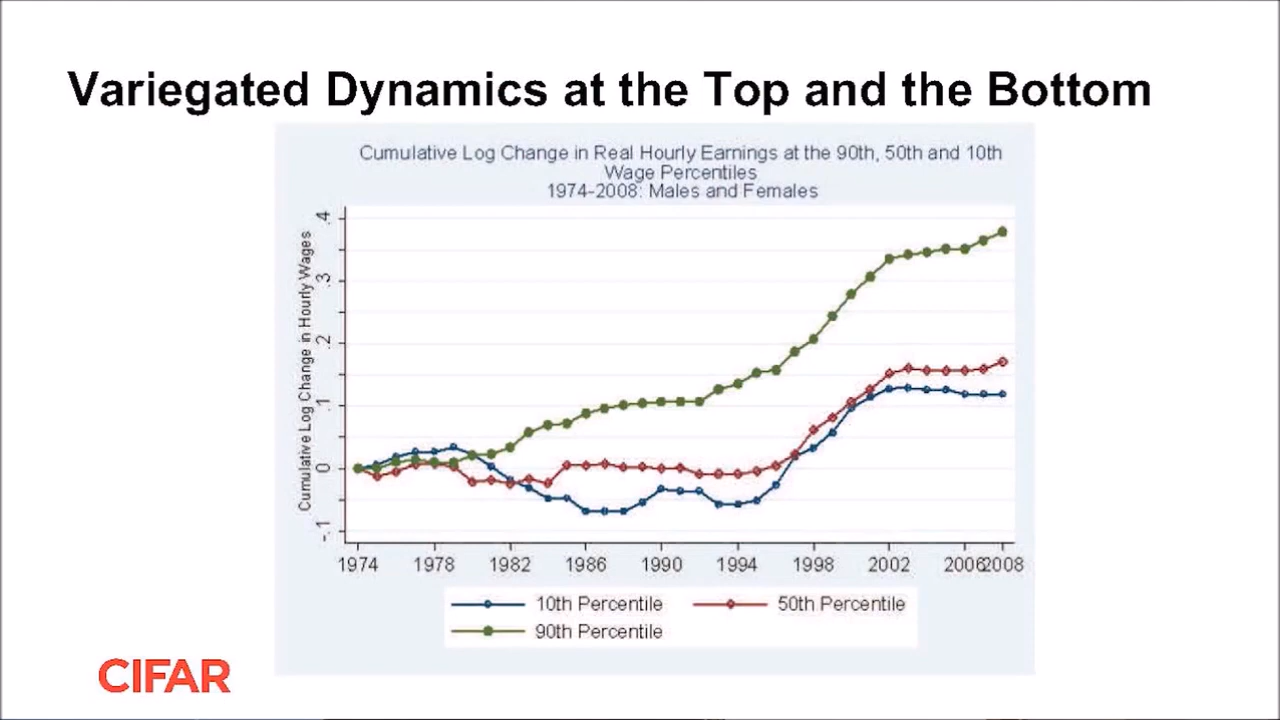 Variegated Dynamics at the Top and the Bottom
Cumulative Log Change in Real Hourly Earnings at the 90th, 50th and 10th
Wage Percentiles
1974-2008: Males and Females
Cumulative Log Change in Hourly Wages
.4
.3
.2
.1
0
-.1
1974 1978 1982 1986 1990 1994 1998 2002 2006 2008
10th Percentile 50th Percentile
90th Percentile
CIFAR